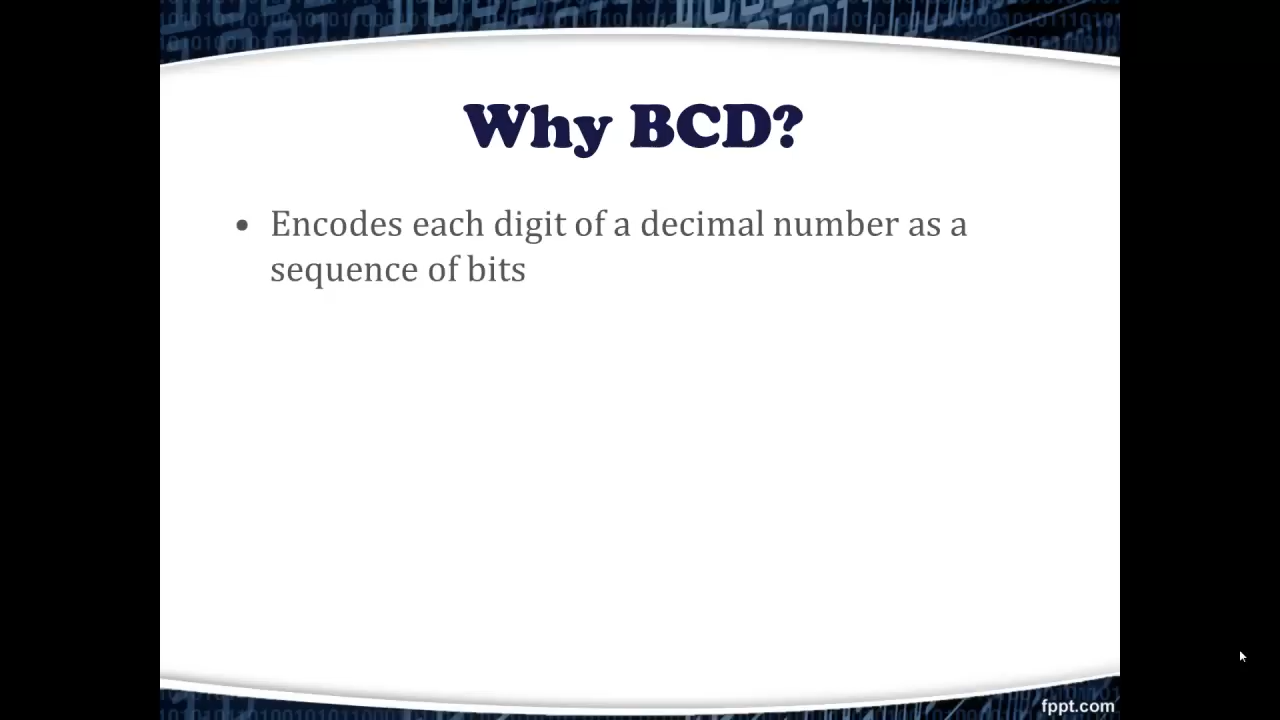 Why BCD?
• Encodes each digit of a decimal number as a
sequence of bits
fppt.com